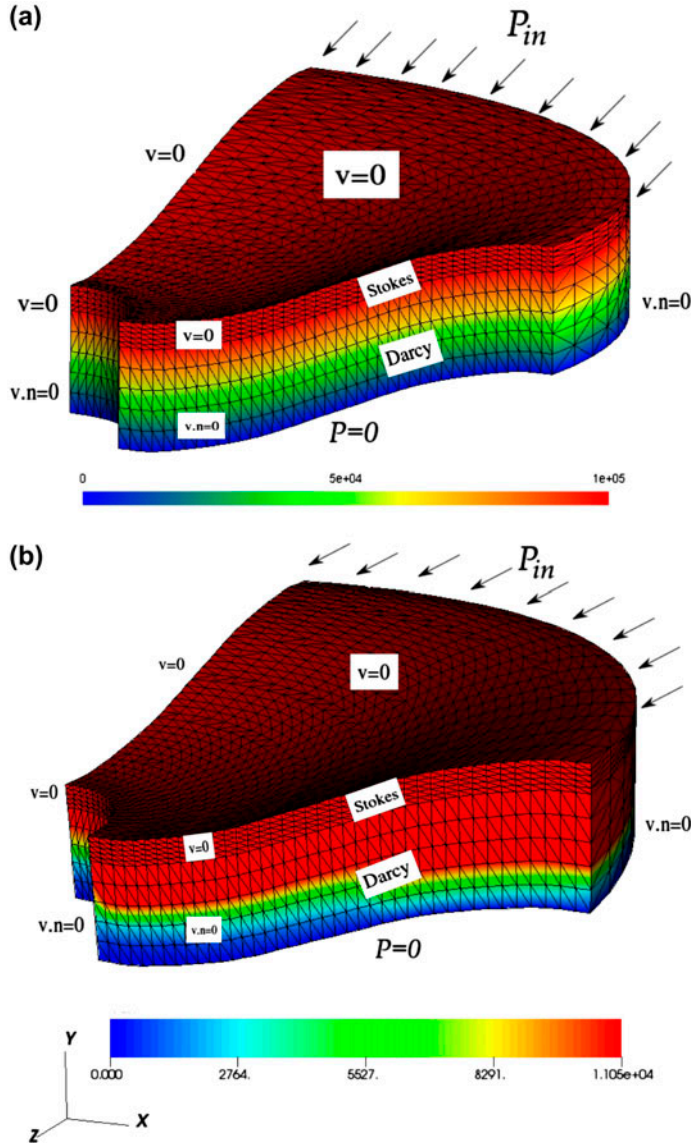 (a)
P_in
v=0
v=0
v=0
v=0
Stokes
Darcy
v.n=0
v.n=0
v.n=0
P=0
0 5e+04 1e+05
(b)
P_in
v=0
v=0
v=0
v=0
Stokes
Darcy
v.n=0
v.n=0
v.n=0
P=0
Y
X
Z
0.000 2764. 5527. 8291. 1.105e+04